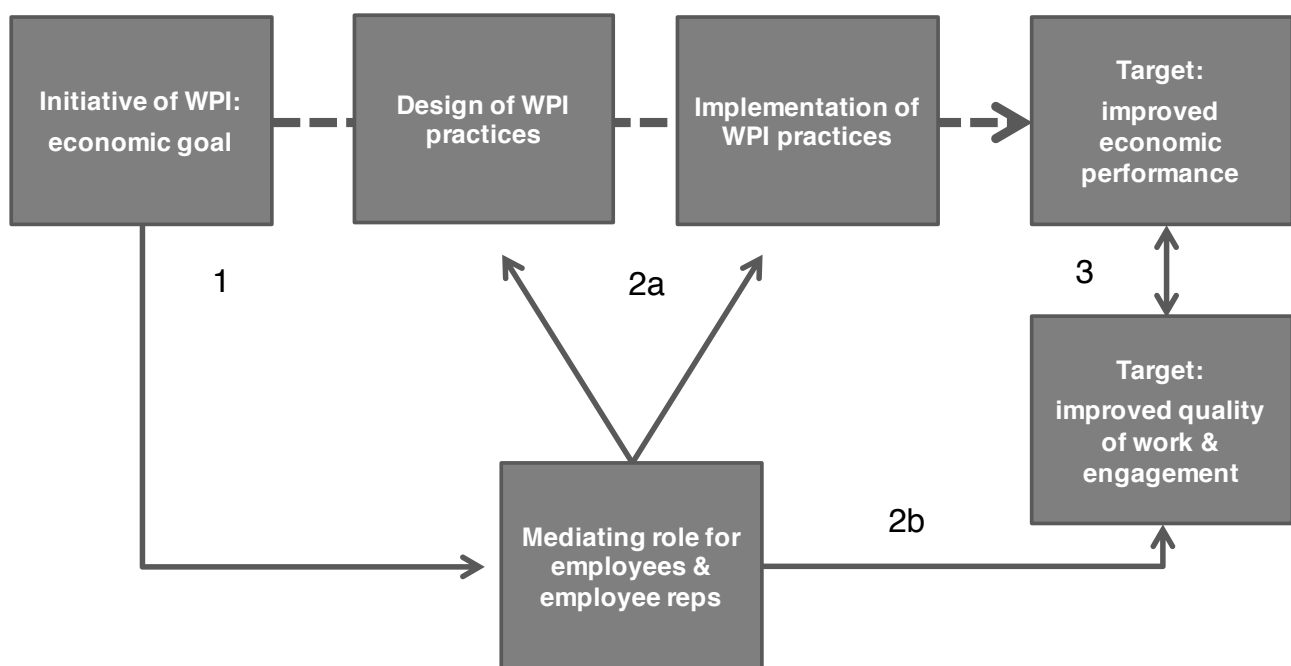 Initiative of WPI:
economic goal
Design of WPI
practices
Implementation of
WPI practices
Target:
improved
economic
performance
1
2a
3
Target:
improved quality
of work &
engagement
2b
Mediating role for
employees &
employee reps